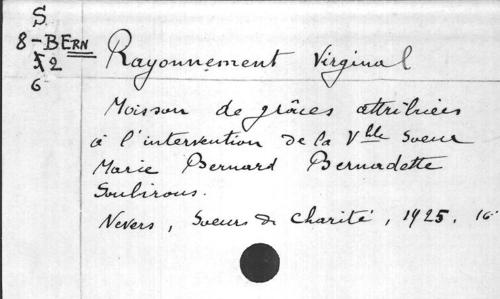 S.
8-BERN
12
6
Rayonnement Virginal
Moisson de grâces attribuées
à l'intervention de la Vble Soeur
Marie Bernard Bernadette
Soubirous.
Nevers, Soeurs de Charité, 1925. 16°